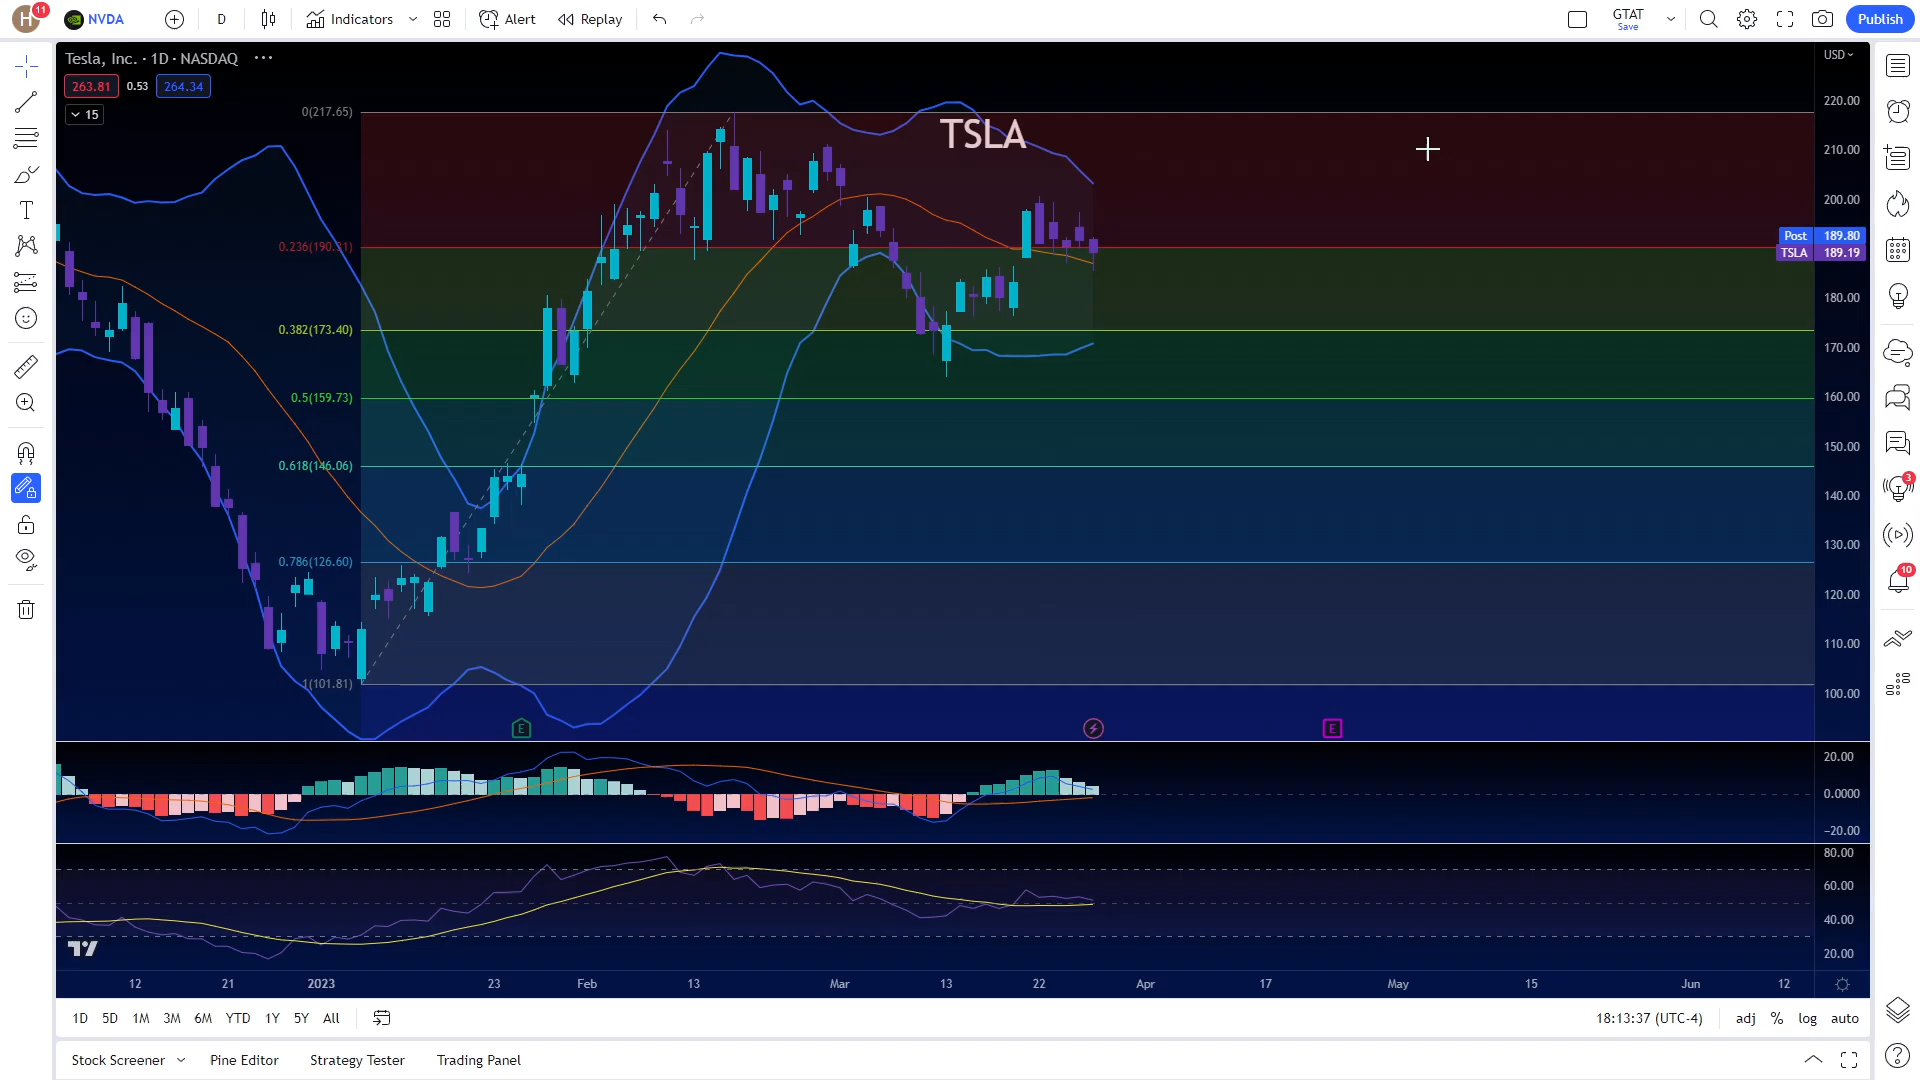 H 11 NVDA D Indicators Alert Replay GTAT Save Publish
Tesla, Inc. · 1D · NASDAQ ···
263.81 0.53 264.34
15
USD
TSLA
0(217.65)
0.236(190.31)
0.382(173.40)
0.5(159.73)
0.618(146.06)
0.786(126.60)
1(101.81)
220.00
210.00
200.00
Post 189.80
TSLA 189.19
180.00
170.00
160.00
150.00
140.00
130.00
120.00
110.00
100.00
E E
20.00
0.0000
−20.00
80.00
60.00
40.00
20.00
3
10
12 21 2023 23 Feb 13 Mar 13 22 Apr 17 May 15 Jun 12
1D 5D 1M 3M 6M YTD 1Y 5Y All 18:13:37 (UTC-4) adj % log auto
Stock Screener Pine Editor Strategy Tester Trading Panel